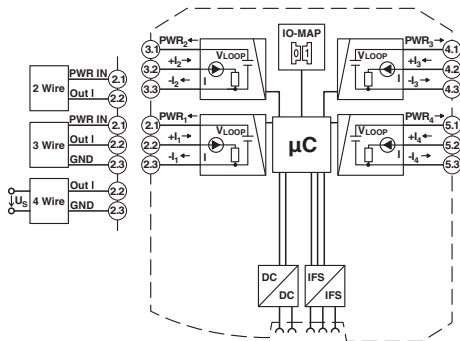 2 Wire
PWR IN
2.1
Out I
2.2
3 Wire
PWR IN
2.1
Out I
2.2
GND
2.3
US
4 Wire
Out I
2.2
GND
2.3
3.1
PWR2
3.2
+I2
3.3
-I2
VLOOP
I
2.1
PWR1
2.2
+I1
2.3
-I1
VLOOP
I
IO-MAP
0 1
µC
PWR3
4.1
+I3
4.2
-I3
4.3
VLOOP
I
PWR4
5.1
+I4
5.2
-I4
5.3
VLOOP
I
DC
DC
IFS
IFS